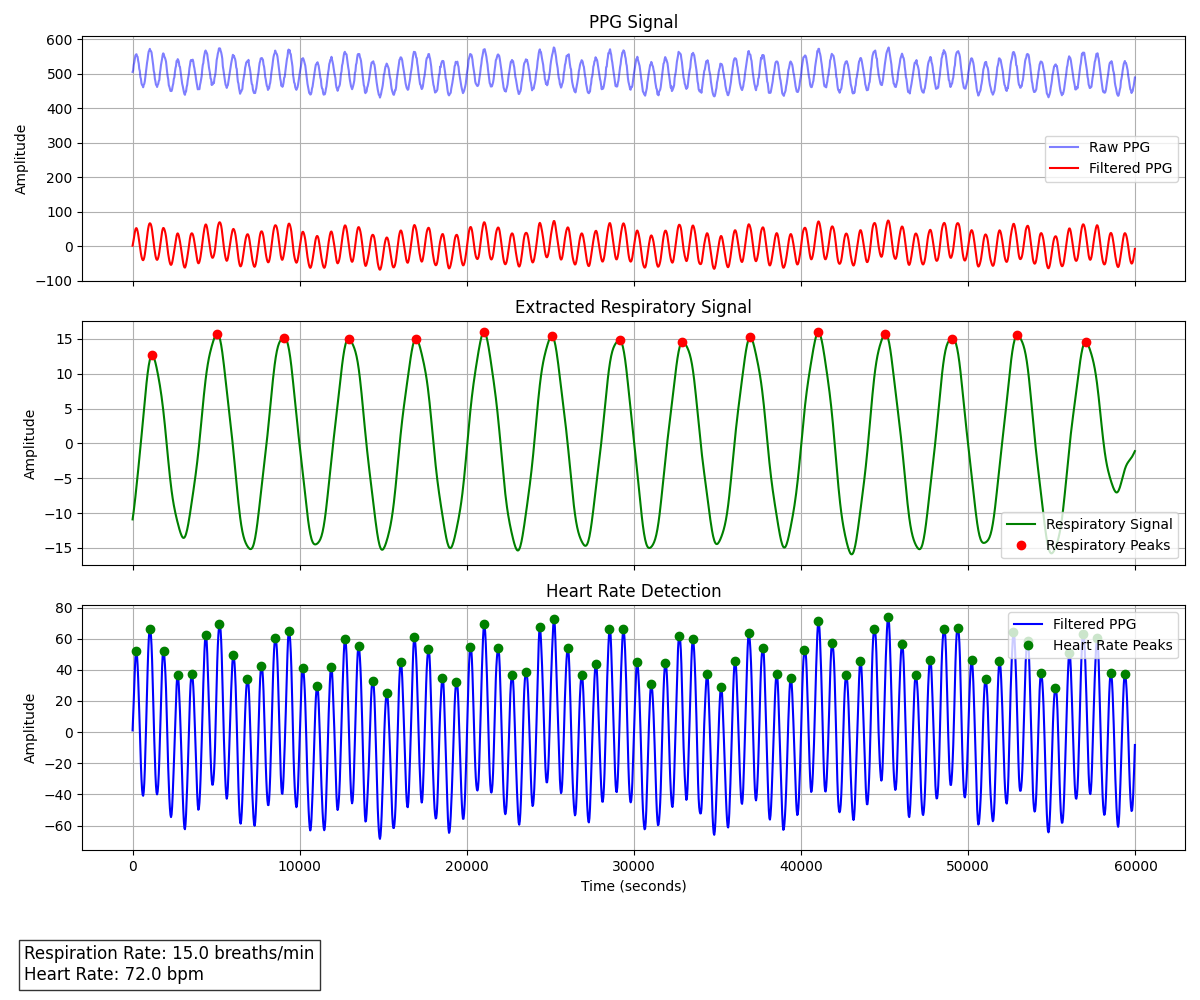 PPG Signal
600
500
400
300
200
100
0
−100
Amplitude
Raw PPG
Filtered PPG
Extracted Respiratory Signal
15
10
5
0
−5
−10
−15
Amplitude
Respiratory Signal
Respiratory Peaks
Heart Rate Detection
80
60
40
20
0
−20
−40
−60
Amplitude
Filtered PPG
Heart Rate Peaks
0 10000 20000 30000 40000 50000 60000
Time (seconds)
Respiration Rate: 15.0 breaths/min
Heart Rate: 72.0 bpm